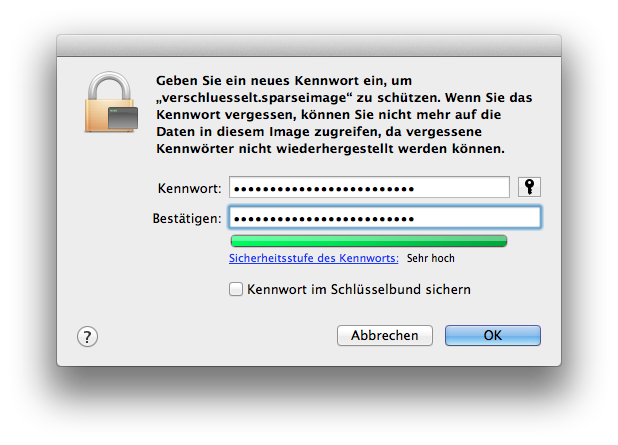 Geben Sie ein neues Kennwort ein, um
„verschluesselt.sparseimage“ zu schützen. Wenn Sie das
Kennwort vergessen, können Sie nicht mehr auf die
Daten in diesem Image zugreifen, da vergessene
Kennwörter nicht wiederhergestellt werden können.
Kennwort: •••••••••••••••••••••••••
Bestätigen: •••••••••••••••••••••••••
Sicherheitsstufe des Kennworts: Sehr hoch
Kennwort im Schlüsselbund sichern
? Abbrechen OK